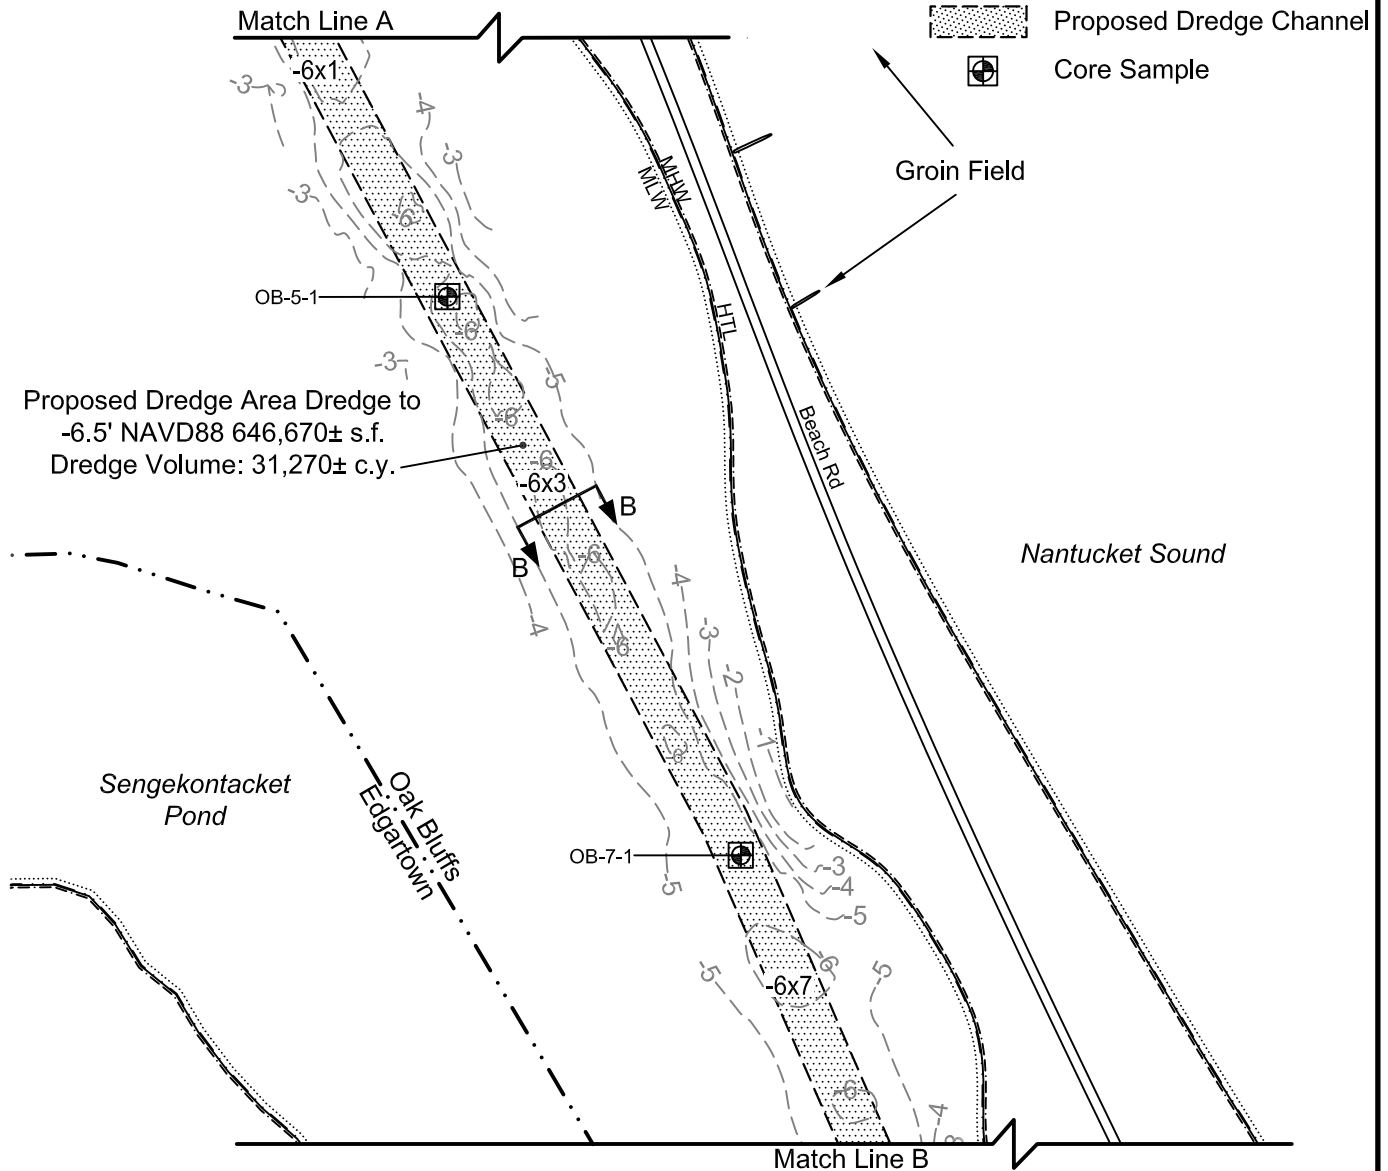 Match Line A
Proposed Dredge Channel
Core Sample
-6x1
-3
-4
-3
-3
-6
Groin Field
MHW
MLW
OB-5-1
HTL
-6
-3
-5
Proposed Dredge Area Dredge to
-6.5' NAVD88 646,670± s.f.
Dredge Volume: 31,270± c.y.
-6
Beach Rd
-6
-6x3
B
B
Nantucket Sound
-6
-4
-4
-3
-6
-2
-1
-6
Sengekontacket
Pond
Oak Bluffs
Edgartown
OB-7-1
-5
-3
-4
-5
-5
-6
-5
-6x7
-6
-4
Match Line B